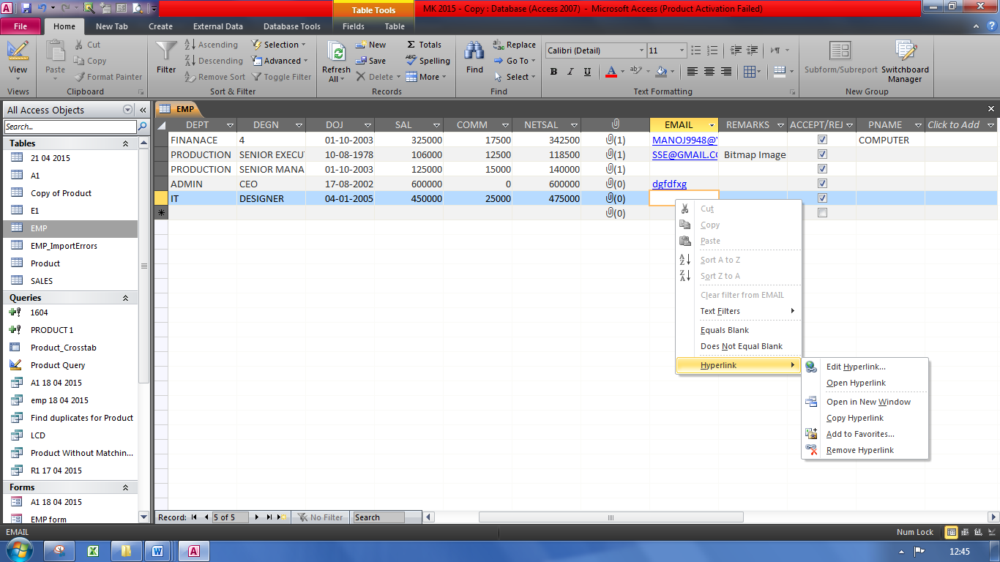 Table Tools
MK 2015 - Copy : Database (Access 2007) - Microsoft Access (Product Activation Failed)
File Home New Tab Create External Data Database Tools Fields Table
View
Views
Paste
Cut
Copy
Format Painter
Clipboard
Filter
Ascending
Descending
Remove Sort
Selection
Advanced
Toggle Filter
Sort & Filter
Refresh
All
New
Save
Delete
Totals
Spelling
More
Records
Find
Replace
Go To
Select
Find
Calibri (Detail) 11
B I U A ab
Text Formatting
Subform/Subreport
Switchboard
Manager
New Group
All Access Objects
Search...
Tables
21 04 2015
A1
Copy of Product
E1
EMP
EMP_ImportErrors
Product
SALES
Queries
1604
PRODUCT 1
Product_Crosstab
Product Query
A1 18 04 2015
emp 18 04 2015
Find duplicates for Product
LCD
Product Without Matchin...
R1 17 04 2015
Forms
A1 18 04 2015
EMP form
EMP
DEPT DEGN DOJ SAL COMM NETSAL EMAIL REMARKS ACCEPT/REJ PNAME Click to Add
FINANACE 4 01-10-2003 325000 17500 342500 (1) MANOJ9948@Y COMPUTER
PRODUCTION SENIOR EXECU 10-08-1978 106000 12500 118500 (1) SSE@GMAIL.CO Bitmap Image
PRODUCTION SENIOR MANA 01-10-2003 125000 15000 140000 (1)
ADMIN CEO 17-08-2002 600000 0 600000 (0) dgfdfxg
IT DESIGNER 04-01-2005 450000 25000 475000 (0)
(0)
Cut
Copy
Paste
Sort A to Z
Sort Z to A
Clear filter from EMAIL
Text Filters
Equals Blank
Does Not Equal Blank
Hyperlink
Edit Hyperlink...
Open Hyperlink
Open in New Window
Copy Hyperlink
Add to Favorites...
Remove Hyperlink
Record: 5 of 5 No Filter Search
EMAIL Num Lock
12:45